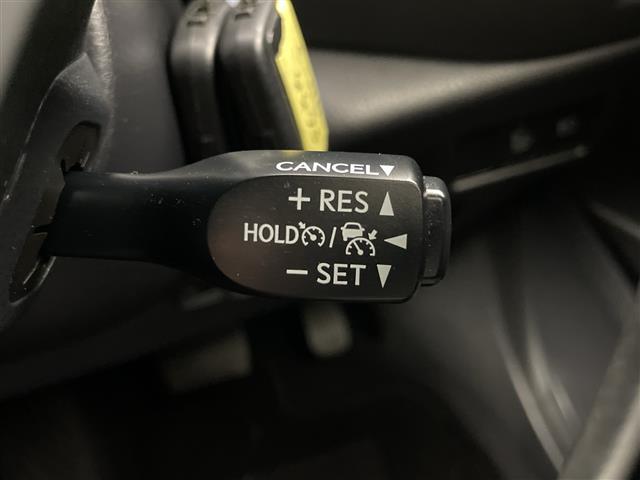 CANCEL▼
+ RES ▲
HOLD / ◀
− SET ▼